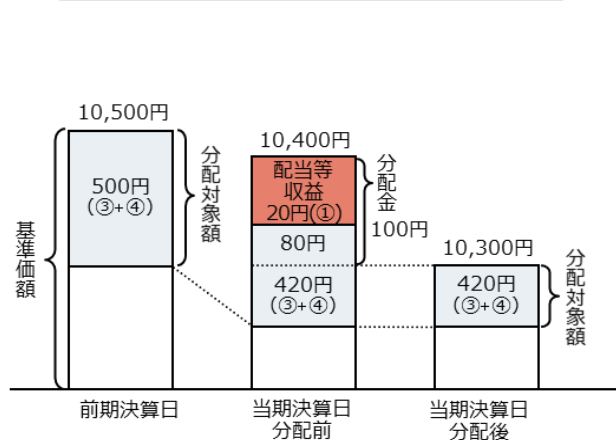 10,500円
500円
(③+④)
分配対象額
基準価額
10,400円
配当等
収益
20円(①)
80円
420円
(③+④)
分配金
100円
10,300円
420円
(③+④)
分配対象額
前期決算日
当期決算日
分配前
当期決算日
分配後